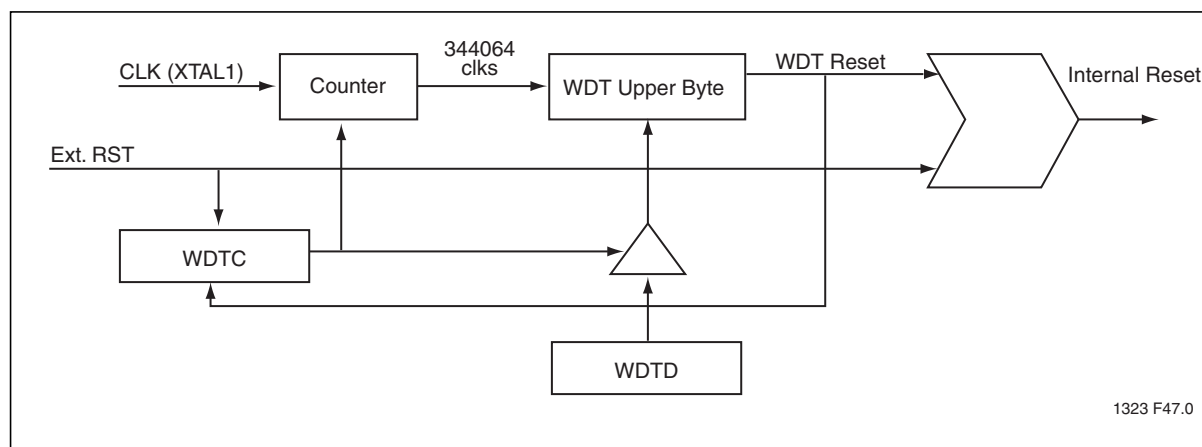 344064
clks
CLK (XTAL1)
Counter
WDT Upper Byte
WDT Reset
Internal Reset
Ext. RST
WDTC
WDTD
1323 F47.0